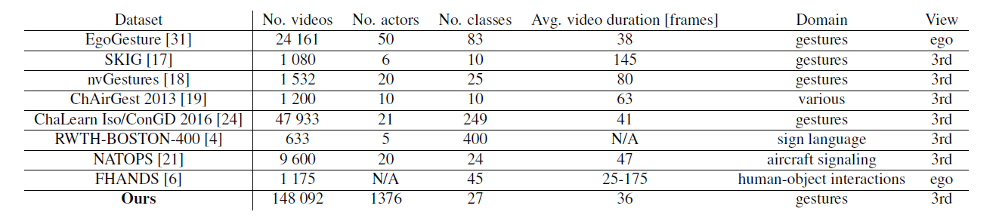 Dataset No. videos No. actors No. classes Avg. video duration [frames] Domain View
EgoGesture [31] 24 161 50 83 38 gestures ego
SKIG [17] 1 080 6 10 145 gestures 3rd
nvGestures [18] 1 532 20 25 80 gestures 3rd
ChAirGest 2013 [19] 1 200 10 10 63 various 3rd
ChaLearn Iso/ConGD 2016 [24] 47 933 21 249 41 gestures 3rd
RWTH-BOSTON-400 [4] 633 5 400 N/A sign language 3rd
NATOPS [21] 9 600 20 24 47 aircraft signaling 3rd
FHANDS [6] 1 175 N/A 45 25-175 human-object interactions ego
Ours 148 092 1376 27 36 gestures 3rd